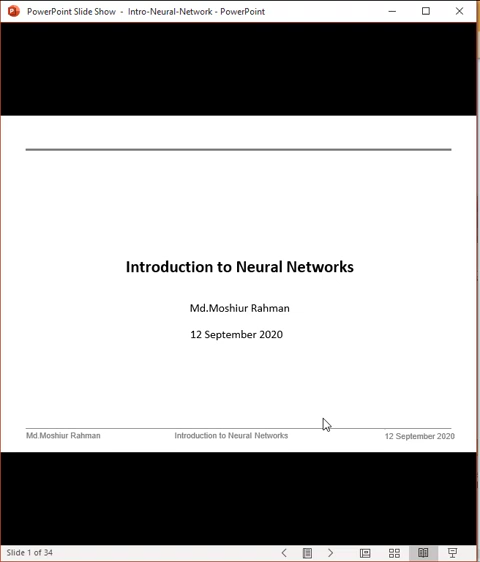 PowerPoint Slide Show - Intro-Neural-Network - PowerPoint
Introduction to Neural Networks
Md.Moshiur Rahman
12 September 2020
Md.Moshiur Rahman Introduction to Neural Networks 12 September 2020
Slide 1 of 34